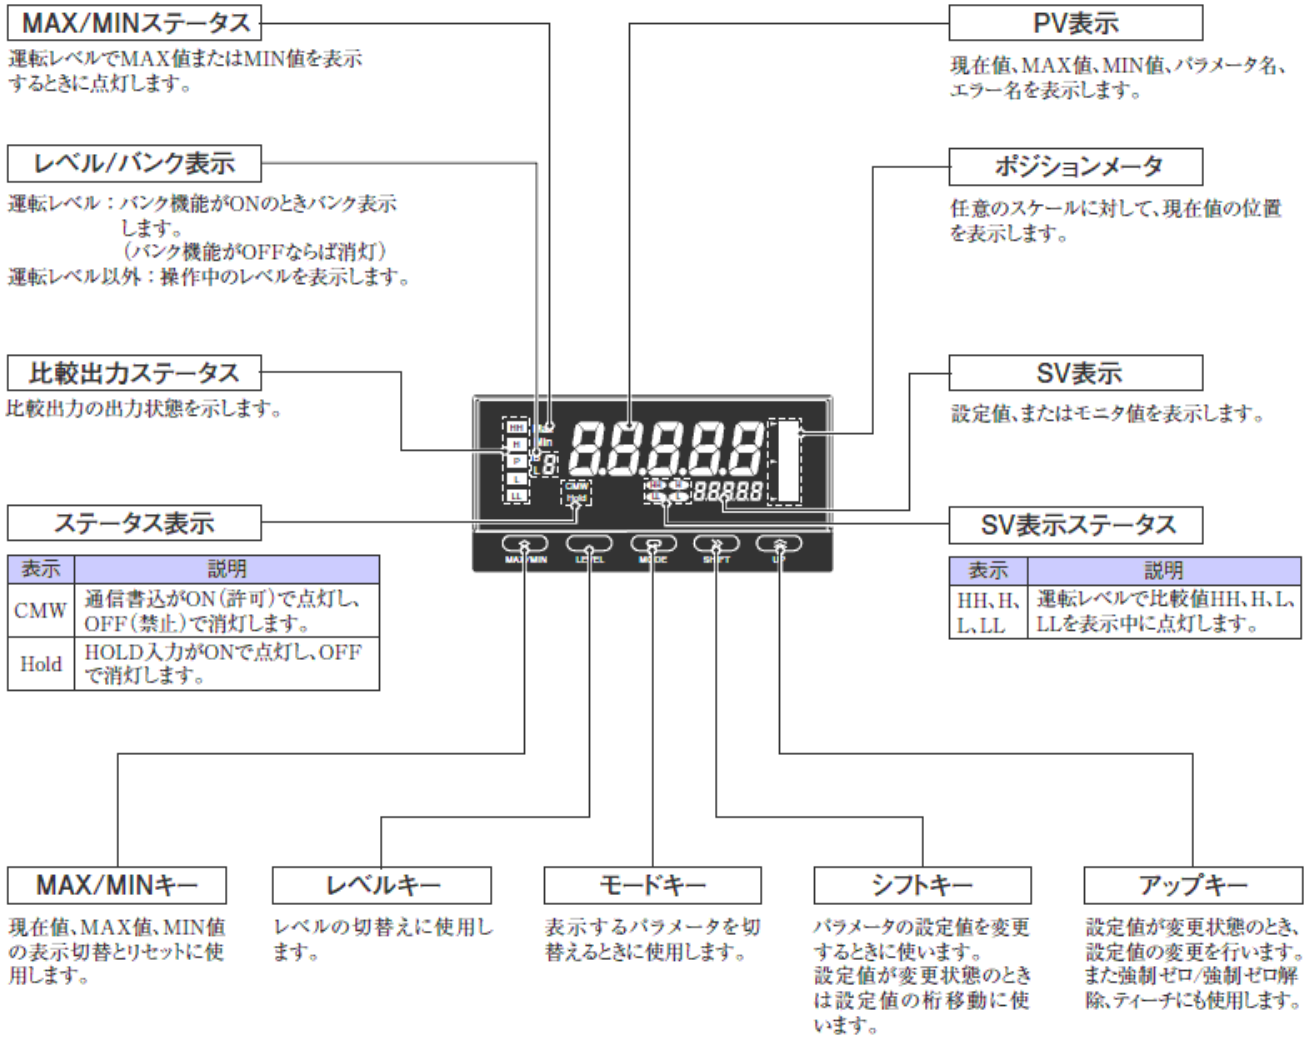 MAX/MINステータス
運転レベルでMAX値またはMIN値を表示
するときに点灯します。
レベル/バンク表示
運転レベル：バンク機能がONのときバンク表示
します。
（バンク機能がOFFならば消灯）
運転レベル以外：操作中のレベルを表示します。
比較出力ステータス
比較出力の出力状態を示します。
ステータス表示
表示 説明
CMW 通信書込がON（許可）で点灯し、
OFF（禁止）で消灯します。
Hold HOLD入力がONで点灯し、OFF
で消灯します。
PV表示
現在値、MAX値、MIN値、パラメータ名、
エラー名を表示します。
ポジションメータ
任意のスケールに対して、現在値の位置
を表示します。
SV表示
設定値、またはモニタ値を表示します。
SV表示ステータス
表示 説明
HH、H、 運転レベルで比較値HH、H、L、
L、LL LLを表示中に点灯します。
HH
H
P
L
LL
L 8
88888
CMW
Hold
HH H
LL L
88888
MAX/MIN LEVEL MODE SHIFT UP
MAX/MINキー
現在値、MAX値、MIN値
の表示切替とリセットに使
用します。
レベルキー
レベルの切替えに使用し
ます。
モードキー
表示するパラメータを切
替えるときに使用します。
シフトキー
パラメータの設定値を変更
するときに使います。
設定値が変更状態のとき
は設定値の桁移動に使
います。
アップキー
設定値が変更状態のとき、
設定値の変更を行います。
また強制ゼロ/強制ゼロ解
除、ティーチにも使用します。